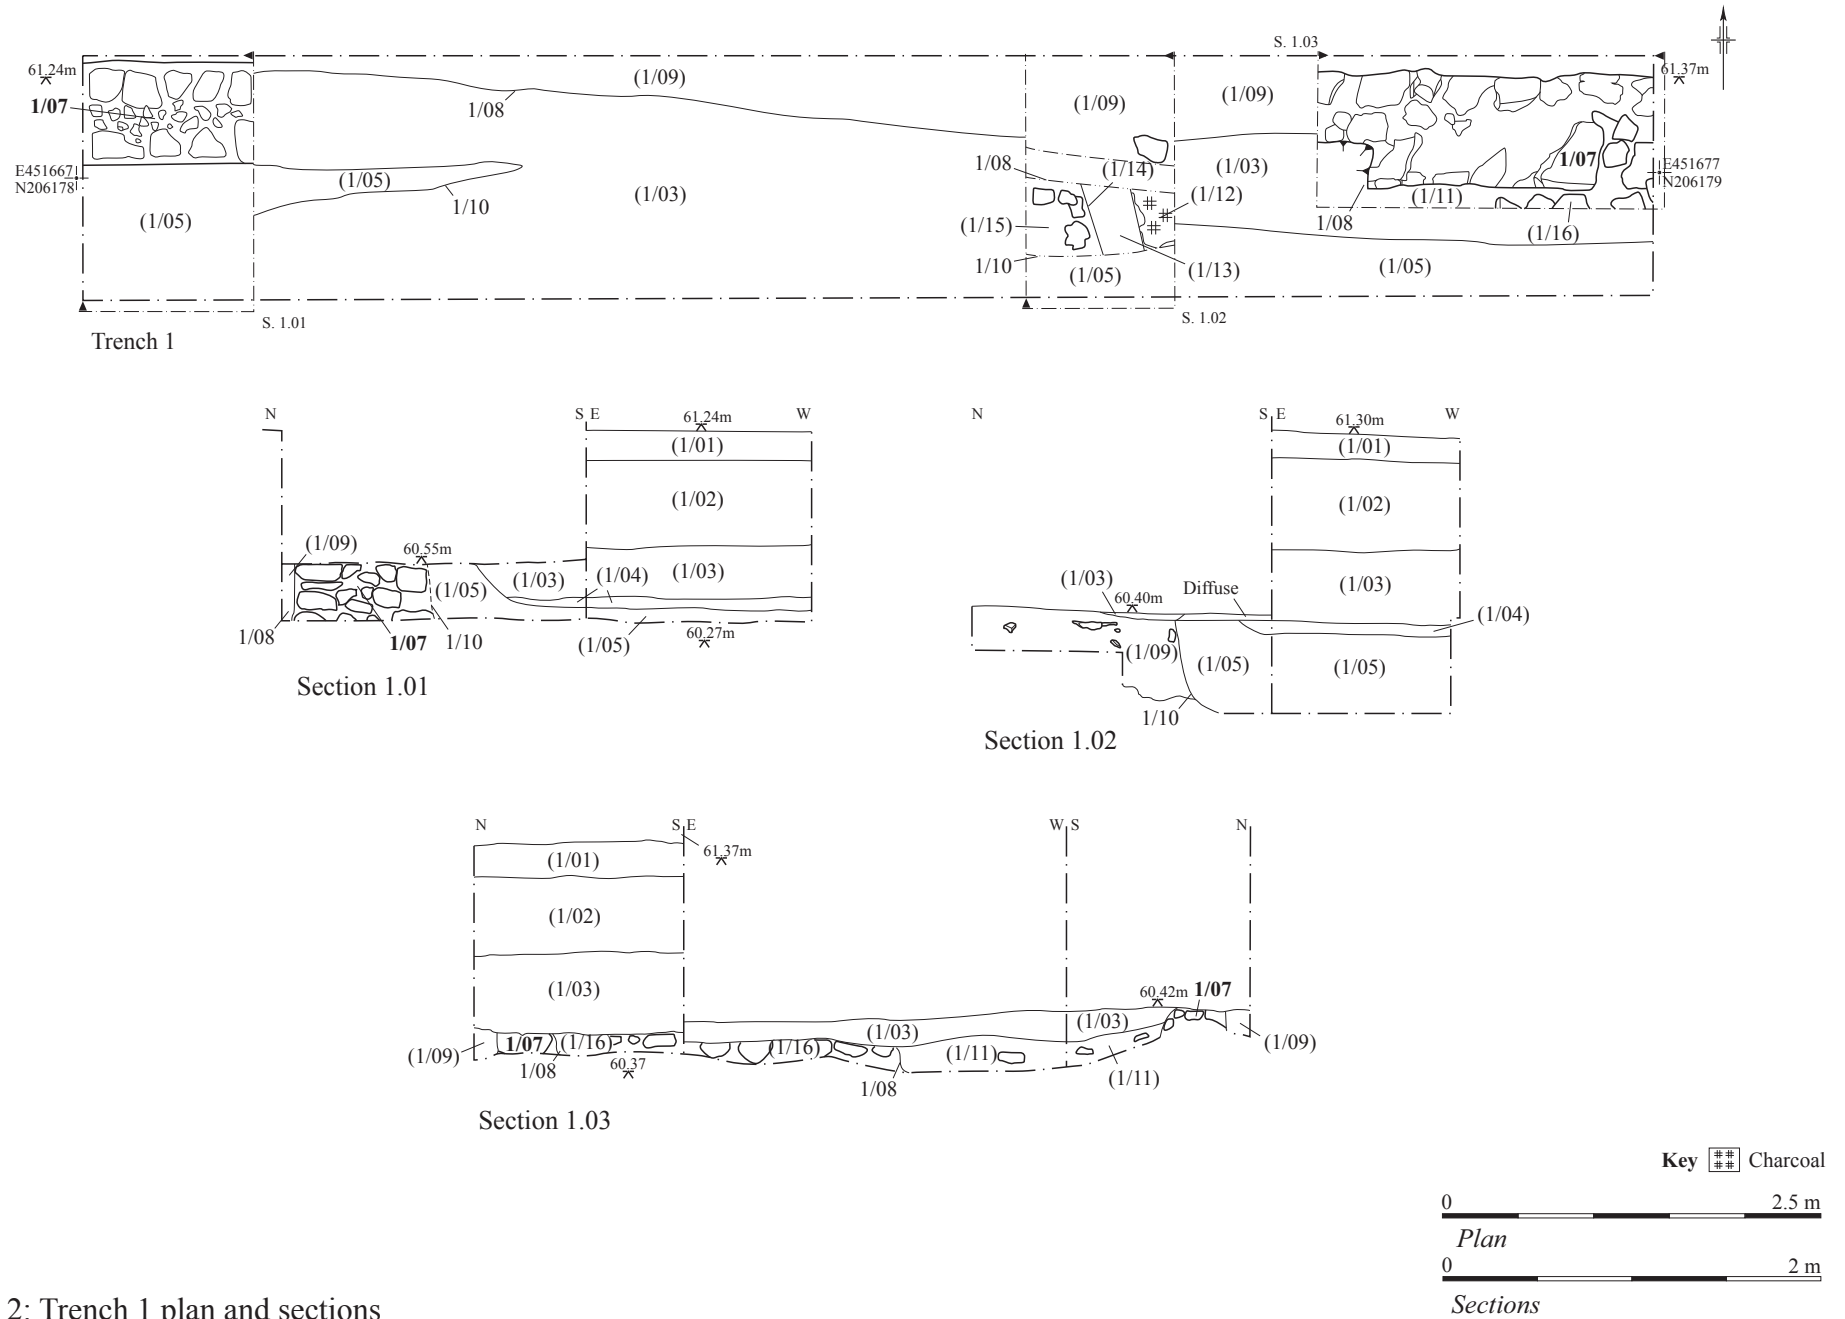 S. 1.03
61.24m
61.37m
(1/09)
1/07
1/08
(1/09)
(1/09)
E451667
N206178
(1/05)
1/10
(1/03)
1/08
(1/14)
(1/03)
(1/12)
1/07
E451677
N206179
(1/05)
(1/15)
1/10
(1/05)
(1/13)
1/08
(1/11)
(1/16)
(1/05)
S. 1.01
S. 1.02
Trench 1
N
S E
61.24m
W
(1/01)
(1/02)
(1/09)
60.55m
(1/05)
(1/03)
(1/04)
(1/03)
1/08
1/07
1/10
(1/05)
60.27m
Section 1.01
N
S E
61.30m
W
(1/01)
(1/02)
(1/03)
60.40m
Diffuse
(1/03)
(1/04)
(1/09)
(1/05)
(1/05)
1/10
Section 1.02
N
S E
W S
N
61.37m
(1/01)
(1/02)
(1/03)
60.42m 1/07
(1/03)
(1/03)
(1/09)
1/07
(1/16)
(1/16)
(1/11)
(1/09)
1/08
60.37
1/08
(1/11)
Section 1.03
Key Charcoal
0 2.5 m
Plan
0 2 m
Sections
2: Trench 1 plan and sections